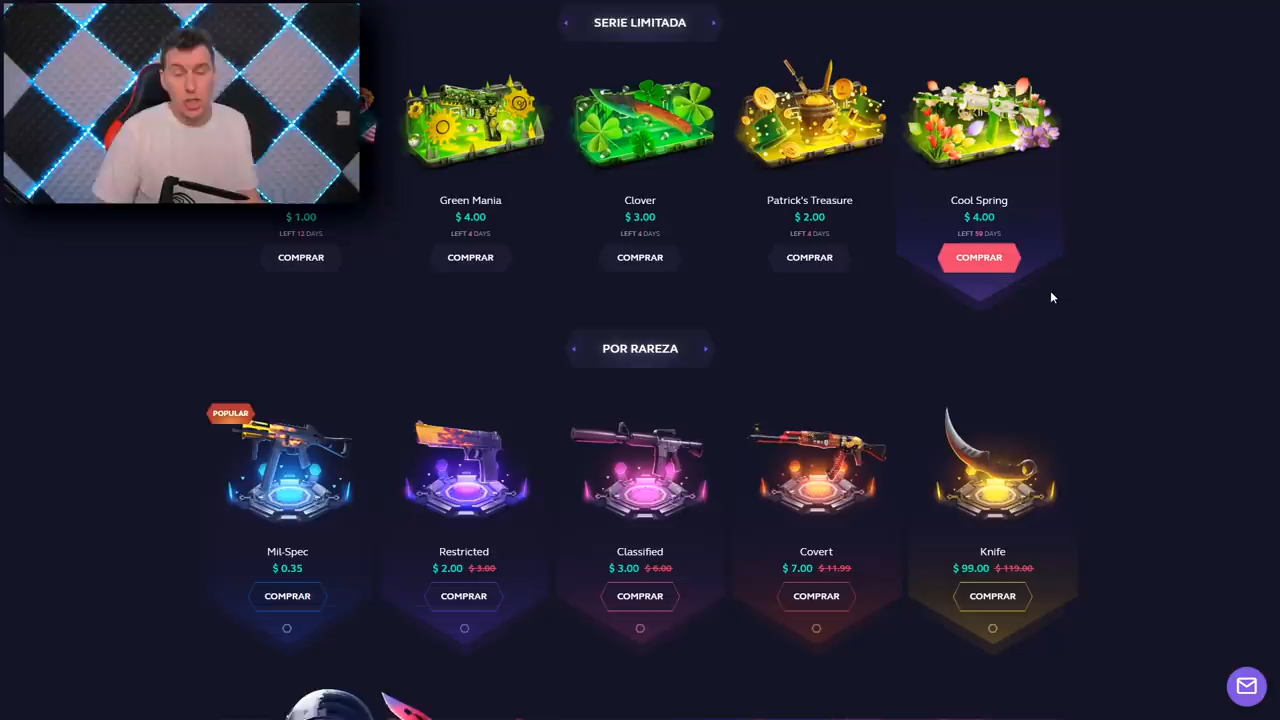 SERIE LIMITADA
$ 1.00
LEFT 12 DAYS
COMPRAR
Green Mania
$ 4.00
LEFT 4 DAYS
COMPRAR
Clover
$ 3.00
LEFT 4 DAYS
COMPRAR
Patrick's Treasure
$ 2.00
LEFT 4 DAYS
COMPRAR
Cool Spring
$ 4.00
LEFT 59 DAYS
COMPRAR
POR RAREZA
POPULAR
Mil-Spec
$ 0.35
COMPRAR
Restricted
$ 2.00 $ 3.00
COMPRAR
Classified
$ 3.00 $ 6.00
COMPRAR
Covert
$ 7.00 $ 11.99
COMPRAR
Knife
$ 99.00 $ 119.00
COMPRAR